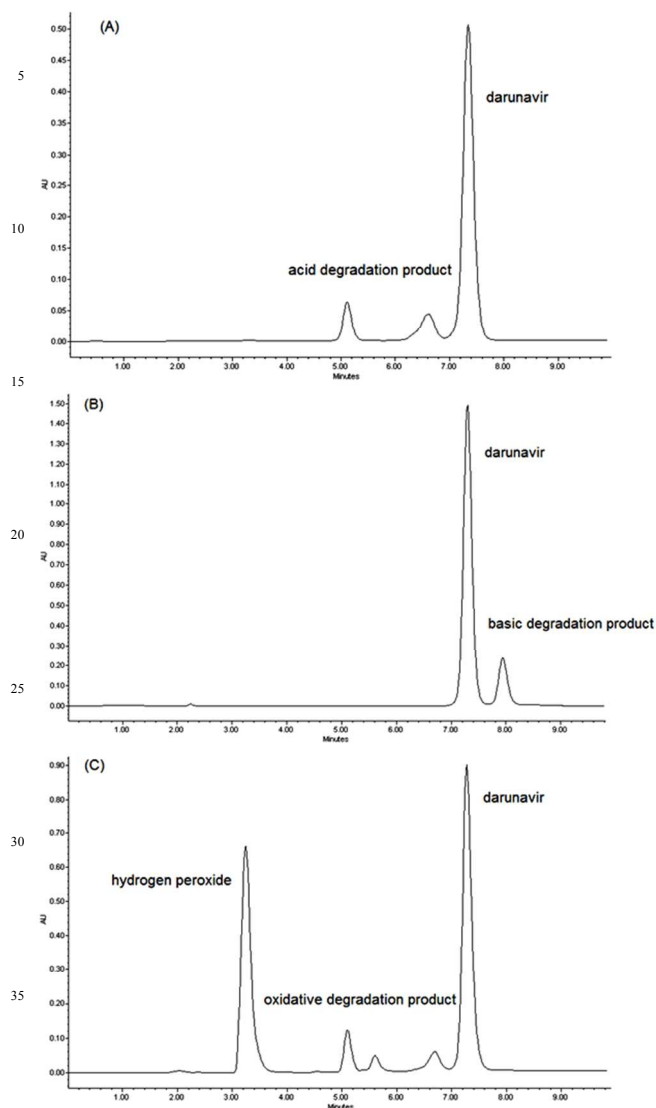 (A)
0.50
0.45
5
0.40
darunavir
0.35
0.30
AU
0.25
0.20
10
0.15
acid degradation product
0.10
0.05
0.00
1.00 2.00 3.00 4.00 5.00 6.00 7.00 8.00 9.00
Minutes
15
(B)
1.50
1.40
1.30
darunavir
1.20
1.10
1.00
0.90
20
0.80
AU
0.70
0.60
0.50
0.40
basic degradation product
0.30
0.20
25
0.10
0.00
1.00 2.00 3.00 4.00 5.00 6.00 7.00 8.00 9.00
Minutes
(C)
0.90
darunavir
0.80
30
0.70
0.60
hydrogen peroxide
0.50
AU
0.40
0.30
35
0.20
oxidative degradation product
0.10
0.00
1.00 2.00 3.00 4.00 5.00 6.00 7.00 8.00 9.00
Minutes